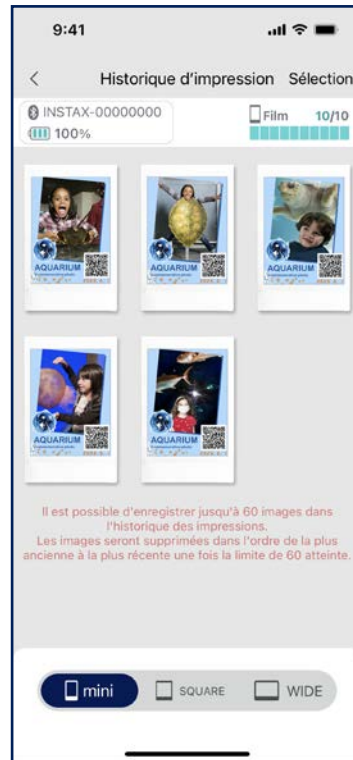 9:41
Historique d'impression Sélection
INSTAX-00000000
100%
Film 10/10
AQUARIUM
AQUARIUM
AQUARIUM
AQUARIUM
AQUARIUM
Il est possible d'enregistrer jusqu'à 60 images dans
l'historique des impressions.
Les images seront supprimées dans l'ordre de la plus
ancienne à la plus récente une fois la limite de 60 atteinte.
mini SQUARE WIDE